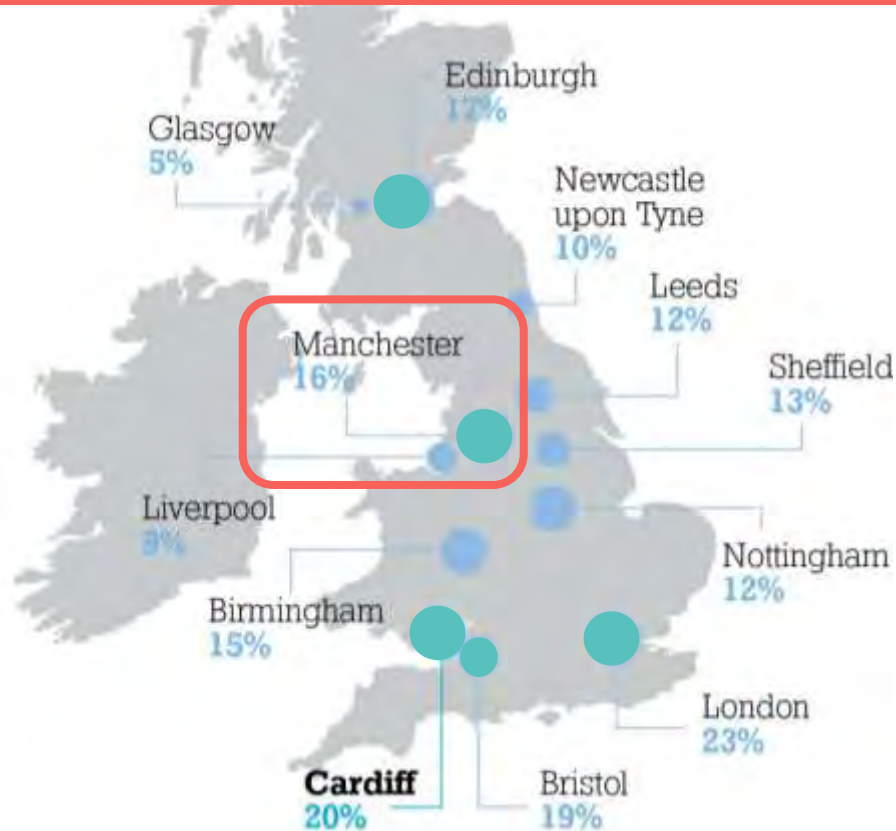 Edinburgh
Glasgow
5%
Newcastle
upon Tyne
10%
Leeds
12%
Manchester
16%
Sheffield
13%
Liverpool
Nottingham
12%
Birmingham
15%
London
23%
Cardiff
20%
Bristol
19%